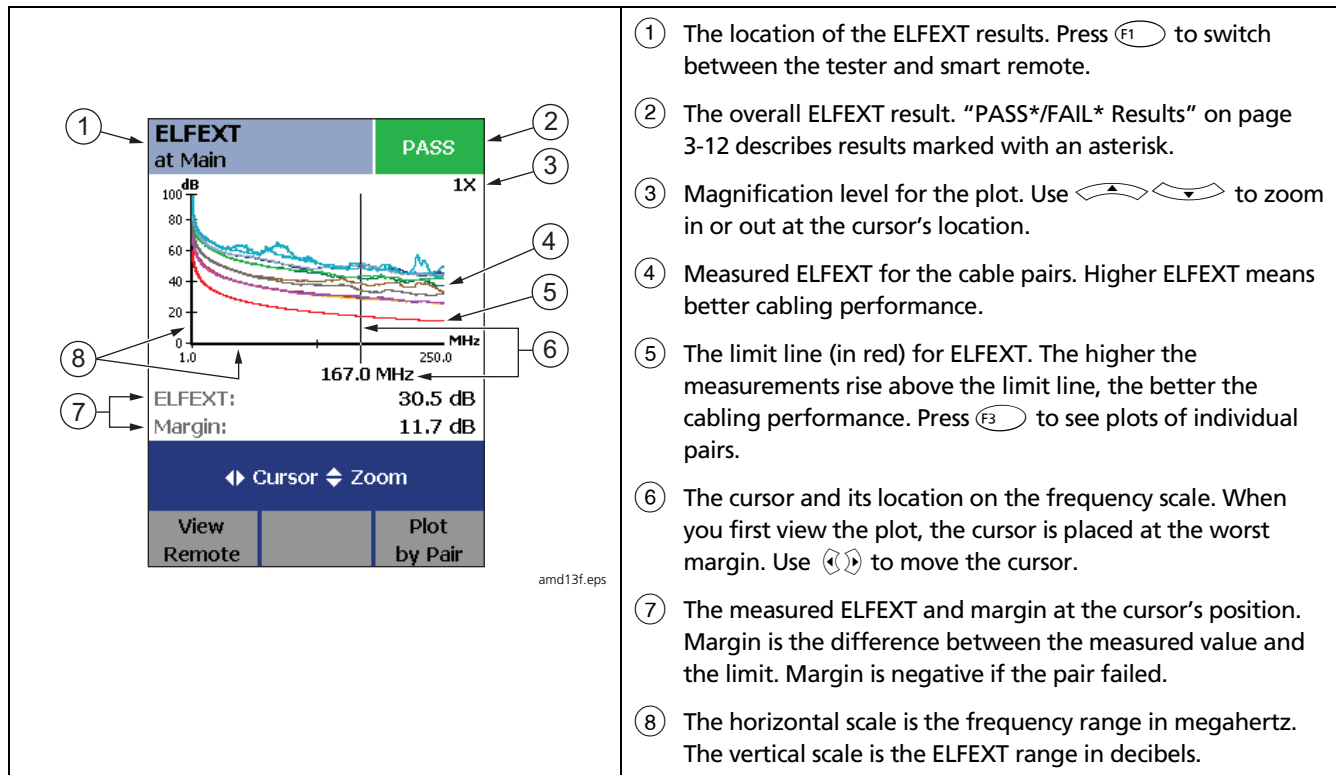 1
ELFEXT
at Main
PASS
2
3
1X
dB
100
80
60
40
20
0
4
5
6
8
MHz
1.0
250.0
167.0 MHz
7
ELFEXT: 30.5 dB
Margin: 11.7 dB
Cursor Zoom
View
Remote
Plot
by Pair
amd13f.eps
1 The location of the ELFEXT results. Press F1 to switch
between the tester and smart remote.
2 The overall ELFEXT result. “PASS*/FAIL* Results” on page
3-12 describes results marked with an asterisk.
3 Magnification level for the plot. Use to zoom
in or out at the cursor’s location.
4 Measured ELFEXT for the cable pairs. Higher ELFEXT means
better cabling performance.
5 The limit line (in red) for ELFEXT. The higher the
measurements rise above the limit line, the better the
cabling performance. Press F3 to see plots of individual
pairs.
6 The cursor and its location on the frequency scale. When
you first view the plot, the cursor is placed at the worst
margin. Use to move the cursor.
7 The measured ELFEXT and margin at the cursor’s position.
Margin is the difference between the measured value and
the limit. Margin is negative if the pair failed.
8 The horizontal scale is the frequency range in megahertz.
The vertical scale is the ELFEXT range in decibels.